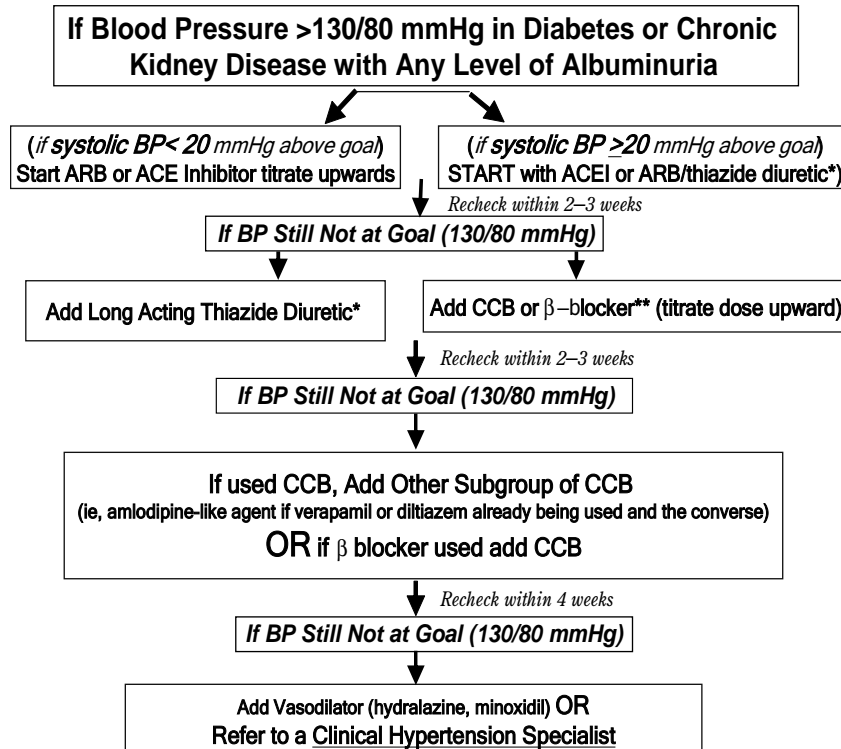 If Blood Pressure >130/80 mmHg in Diabetes or Chronic
Kidney Disease with Any Level of Albuminuria
(if systolic BP< 20 mmHg above goal)
Start ARB or ACE Inhibitor titrate upwards
(if systolic BP ≥20 mmHg above goal)
START with ACEI or ARB/thiazide diuretic*)
Recheck within 2–3 weeks
If BP Still Not at Goal (130/80 mmHg)
Add Long Acting Thiazide Diuretic*
Add CCB or β–blocker** (titrate dose upward)
Recheck within 2–3 weeks
If BP Still Not at Goal (130/80 mmHg)
If used CCB, Add Other Subgroup of CCB
(ie, amlodipine-like agent if verapamil or diltiazem already being used and the converse)
OR if β blocker used add CCB
Recheck within 4 weeks
If BP Still Not at Goal (130/80 mmHg)
Add Vasodilator (hydralazine, minoxidil) OR
Refer to a Clinical Hypertension Specialist